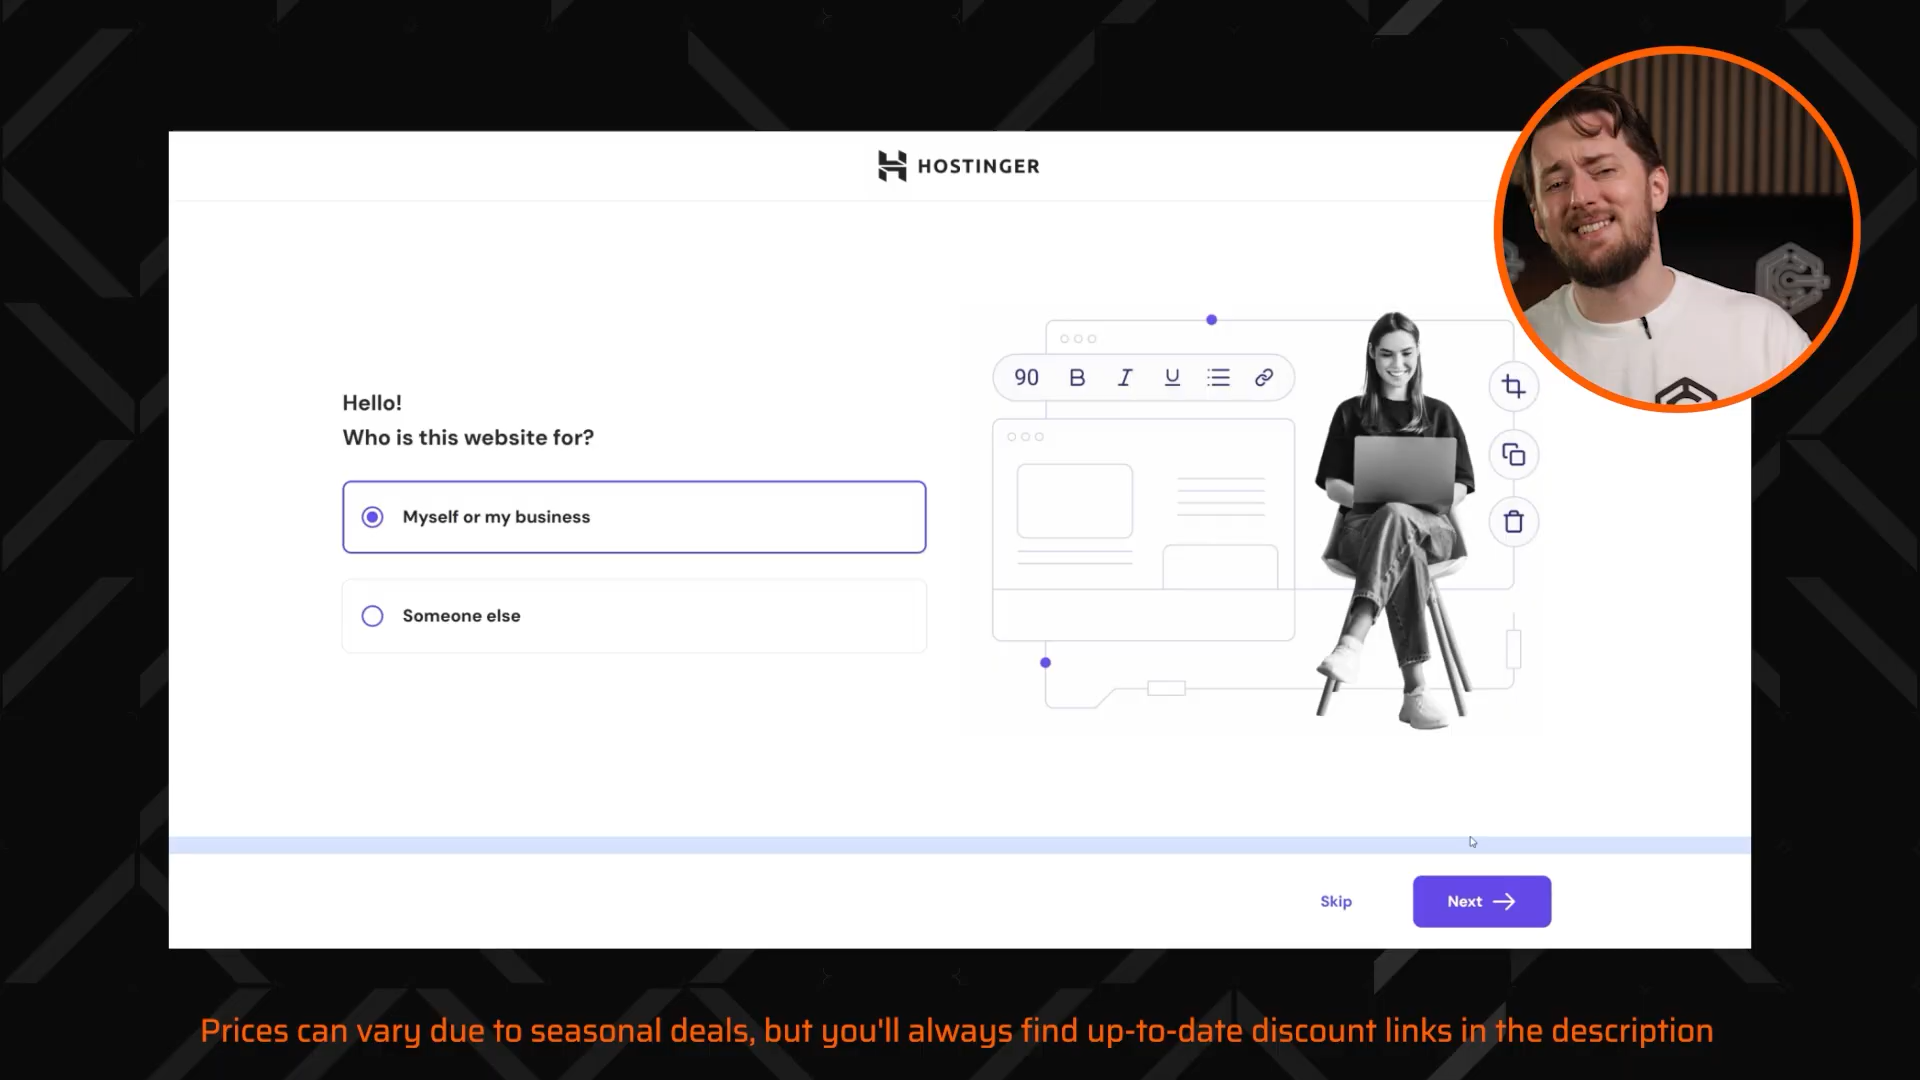 HOSTINGER
Hello!
Who is this website for?
Myself or my business
Someone else
90 B I U
Skip
Next
Prices can vary due to seasonal deals, but you'll always find up-to-date discount links in the description